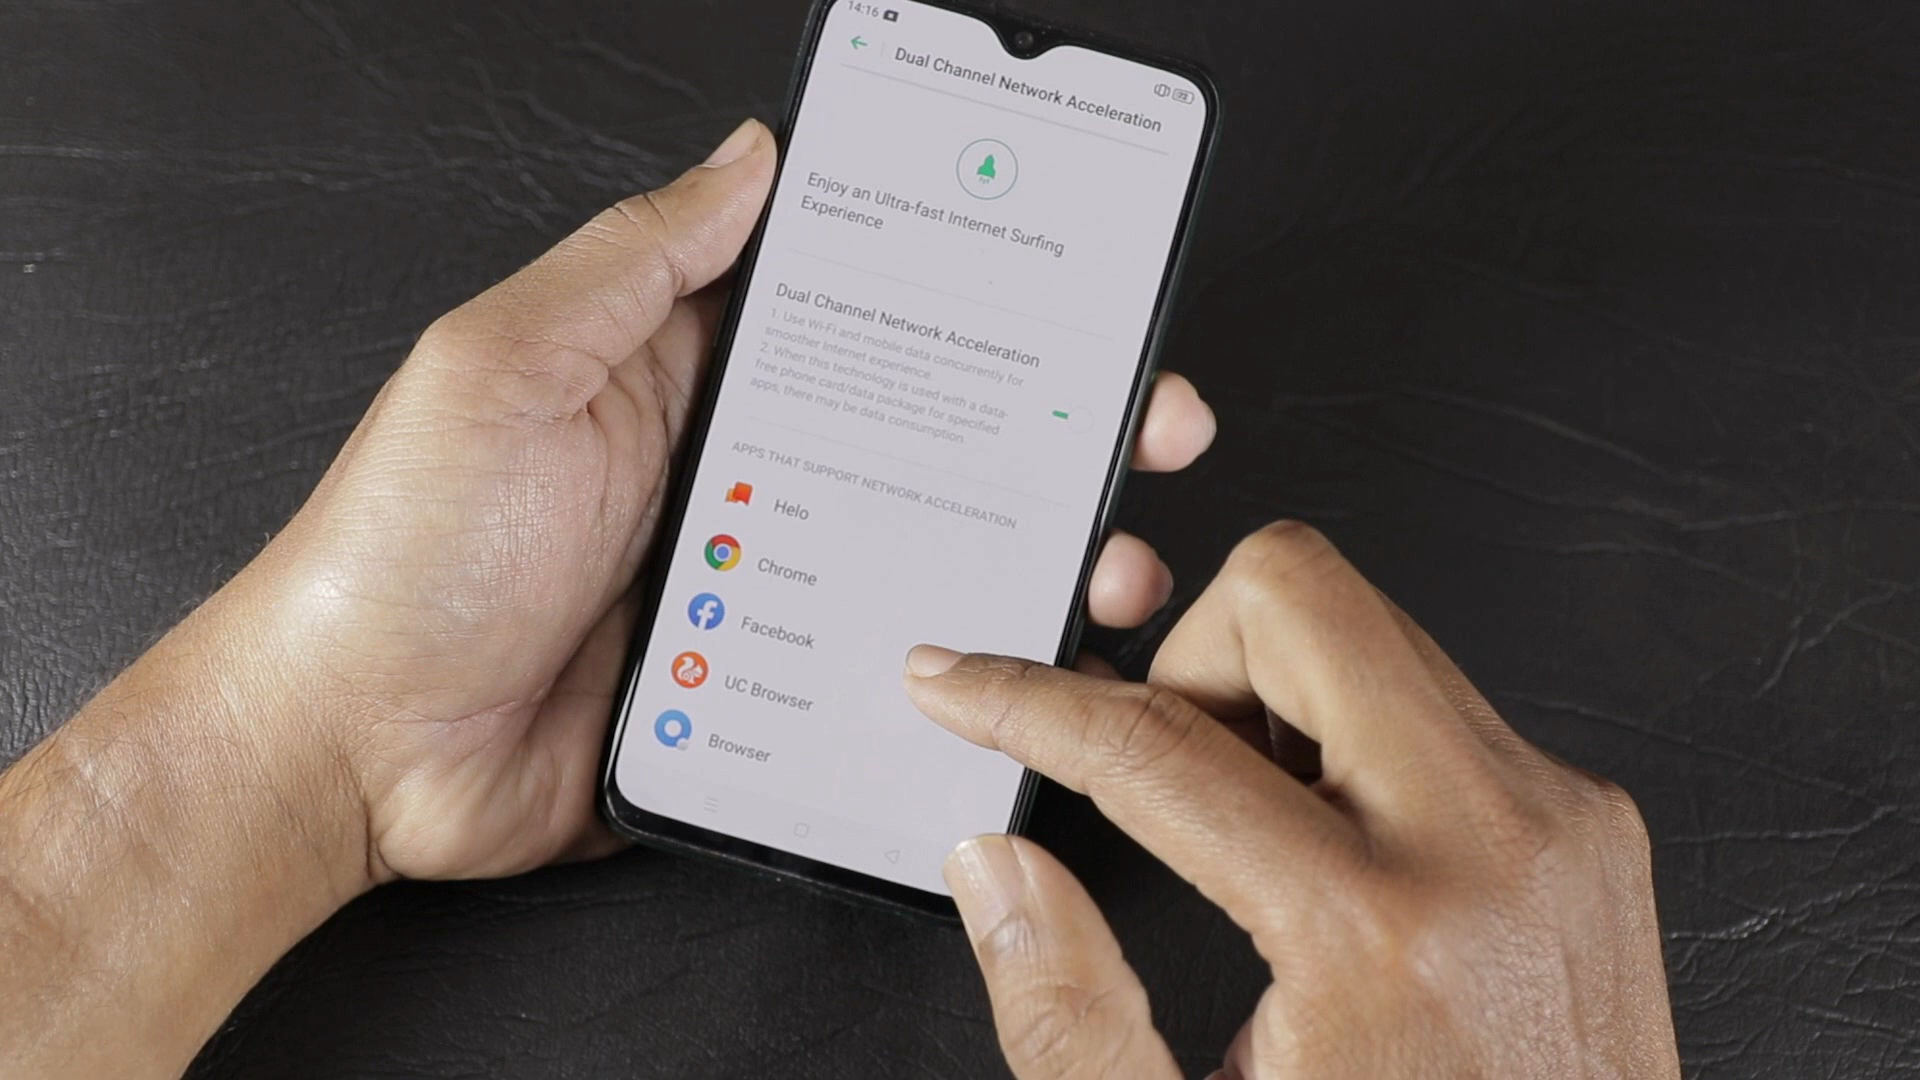 14:16
Dual Channel Network Acceleration
Enjoy an Ultra-fast Internet Surfing
Experience
Dual Channel Network Acceleration
1. Use Wi-Fi and mobile data concurrently for
smoother Internet experience.
2. When this technology is used with a data-
free phone card/data package for specified
apps, there may be data consumption.
APPS THAT SUPPORT NETWORK ACCELERATION
Helo
Chrome
Facebook
UC Browser
Browser